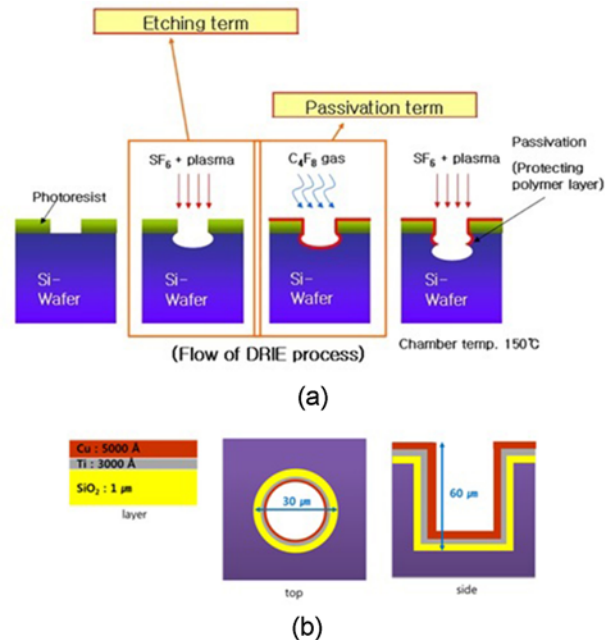 Etching term
Passivation term
SF₆ + plasma
C₄F₈ gas
SF₆ + plasma
Passivation
(Protecting
polymer layer)
Photoresist
Si-
Wafer
Si-
Wafer
Si-
Wafer
Si-
Wafer
(Flow of DRIE process)
Chamber temp. 150℃
(a)
Cu : 5000 Å
Ti : 3000 Å
SiO₂ : 1 μm
layer
30 μm
top
60 μm
side
(b)